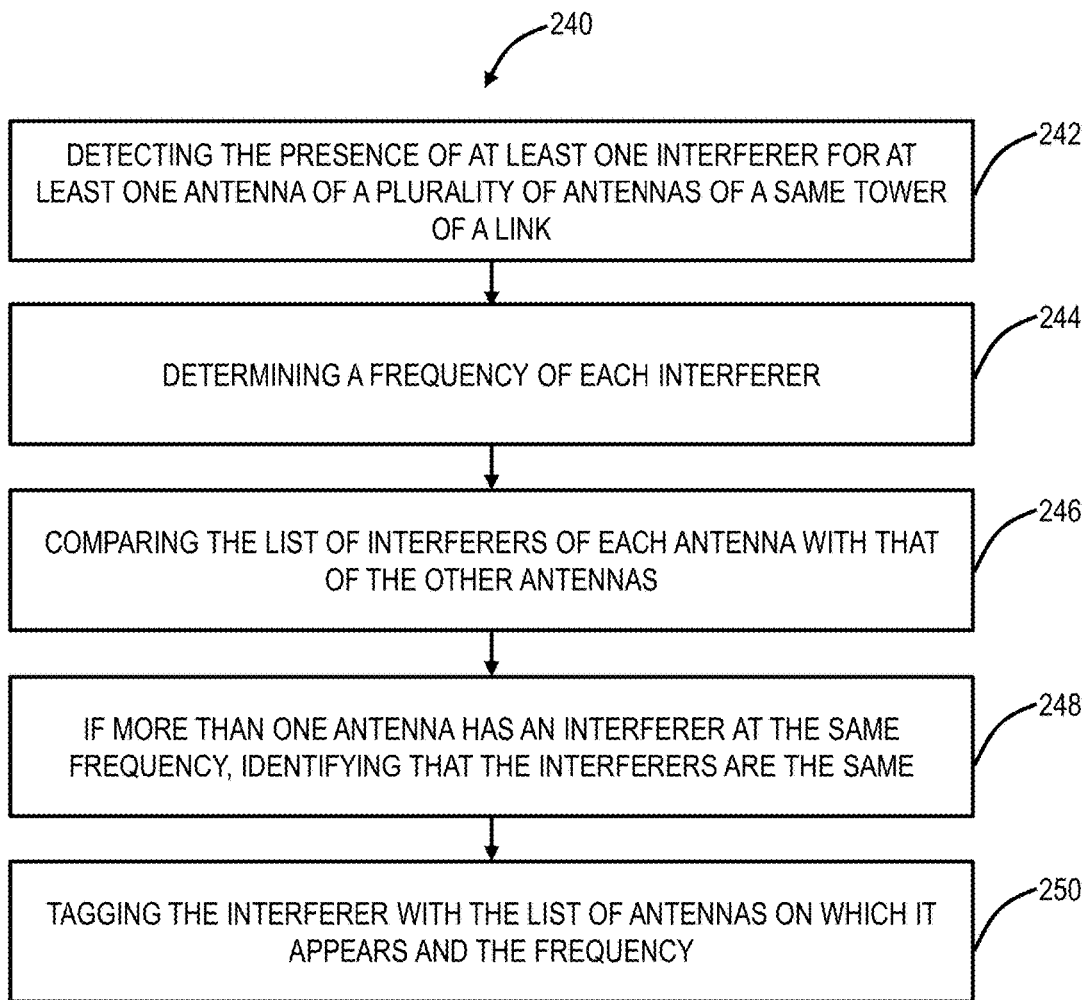 240
DETECTING THE PRESENCE OF AT LEAST ONE INTERFERER FOR AT
LEAST ONE ANTENNA OF A PLURALITY OF ANTENNAS OF A SAME TOWER
OF A LINK
242
DETERMINING A FREQUENCY OF EACH INTERFERER
244
COMPARING THE LIST OF INTERFERERS OF EACH ANTENNA WITH THAT
OF THE OTHER ANTENNAS
246
IF MORE THAN ONE ANTENNA HAS AN INTERFERER AT THE SAME
FREQUENCY, IDENTIFYING THAT THE INTERFERERS ARE THE SAME
248
TAGGING THE INTERFERER WITH THE LIST OF ANTENNAS ON WHICH IT
APPEARS AND THE FREQUENCY
250